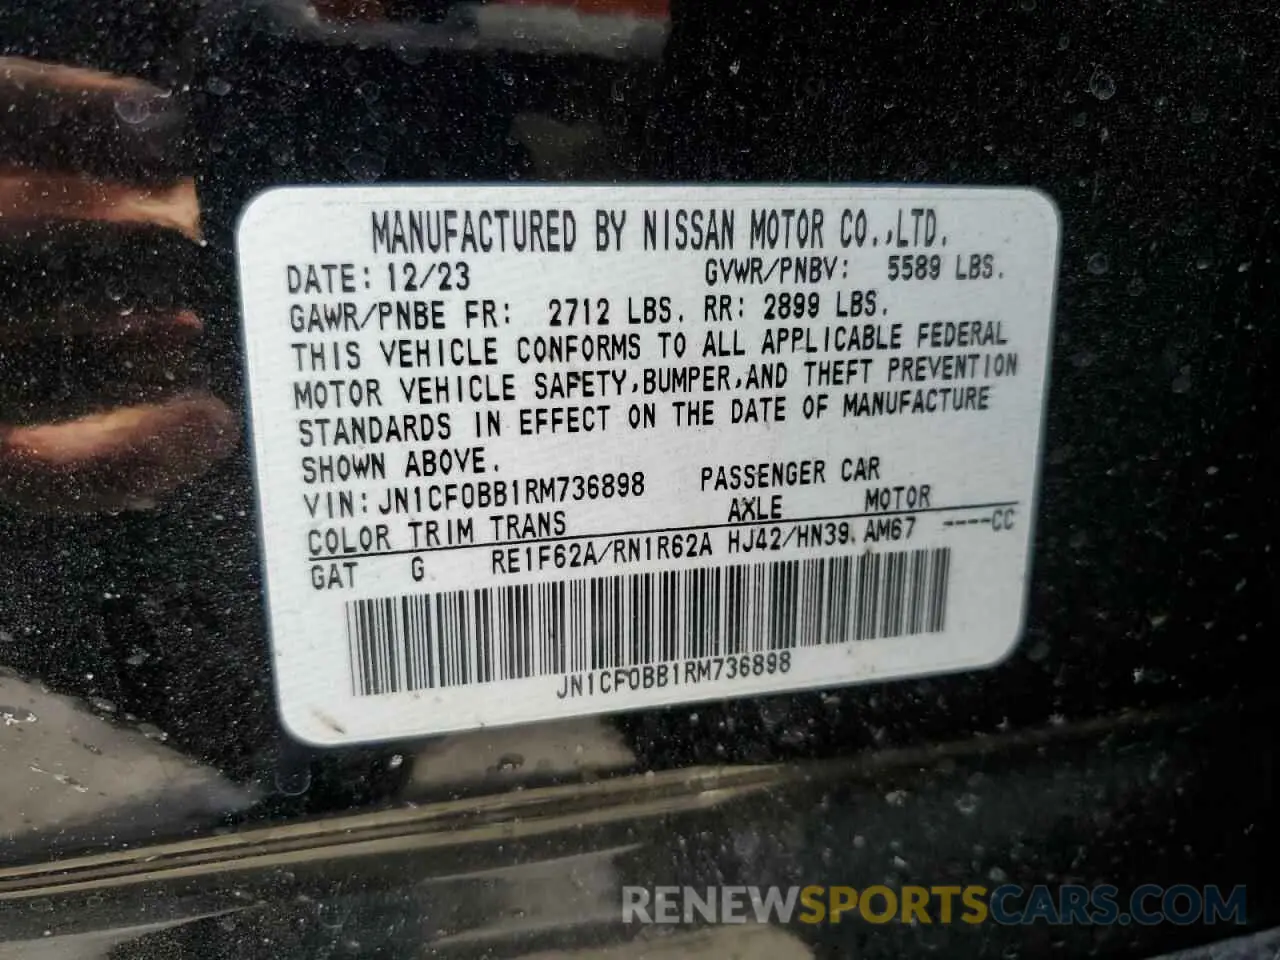 MANUFACTURED BY NISSAN MOTOR CO.,LTD.
DATE: 12/23 GVWR/PNBV: 5589 LBS.
GAWR/PNBE FR: 2712 LBS. RR: 2899 LBS.
THIS VEHICLE CONFORMS TO ALL APPLICABLE FEDERAL
MOTOR VEHICLE SAFETY,BUMPER,AND THEFT PREVENTION
STANDARDS IN EFFECT ON THE DATE OF MANUFACTURE
SHOWN ABOVE.
VIN: JN1CF0BB1RM736898 PASSENGER CAR
COLOR TRIM TRANS AXLE MOTOR
GAT G RE1F62A/RN1R62A HJ42/HN39. AM67 ----CC
JN1CF0BB1RM736898
RENEWSPORTSCARS.COM